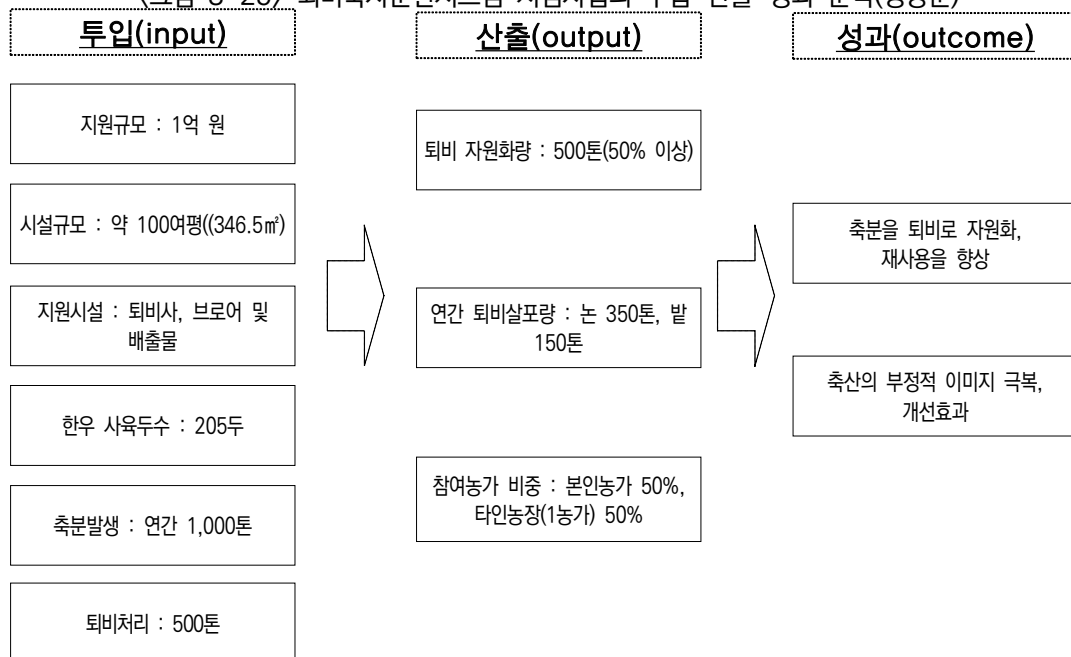 투입(input)
산출(output)
성과(outcome)
지원규모 : 1억 원
시설규모 : 약 100여평((346.5㎡)
지원시설 : 퇴비사, 브로어 및
배출물
한우 사육두수 : 205두
축분발생 : 연간 1,000톤
퇴비처리 : 500톤
퇴비 자원화량 : 500톤(50% 이상)
연간 퇴비살포량 : 논 350톤, 밭
150톤
참여농가 비중 : 본인농가 50%,
타인농장(1농가) 50%
축분을 퇴비로 자원화,
재사용을 향상
축산의 부정적 이미지 극복,
개선효과